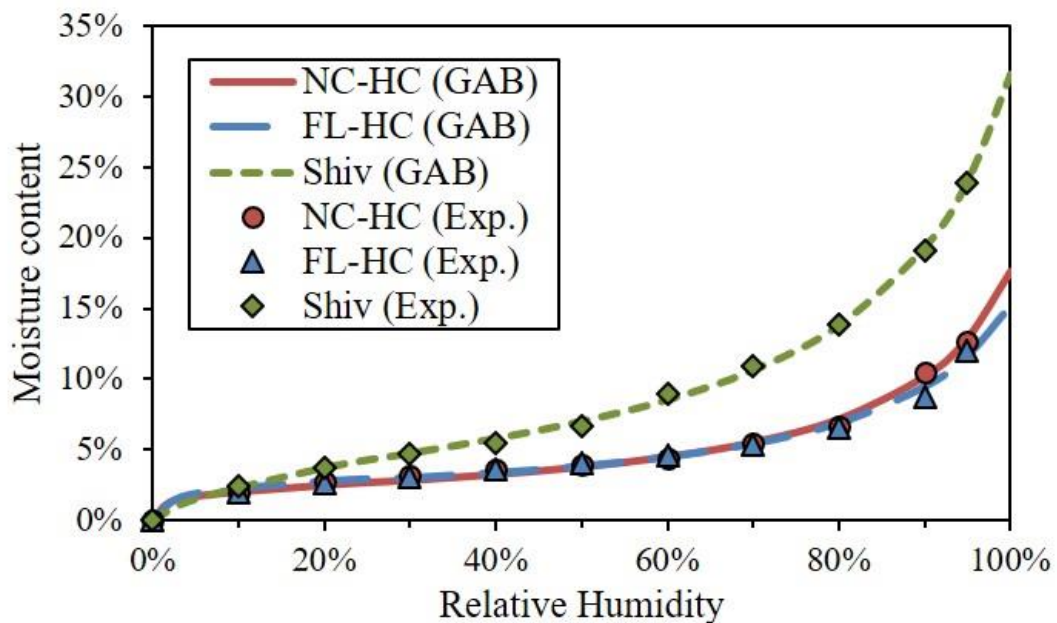 35%
30%
25%
20%
15%
10%
5%
0%
Moisture content
NC-HC (GAB)
FL-HC (GAB)
Shiv (GAB)
NC-HC (Exp.)
FL-HC (Exp.)
Shiv (Exp.)
0% 20% 40% 60% 80% 100%
Relative Humidity